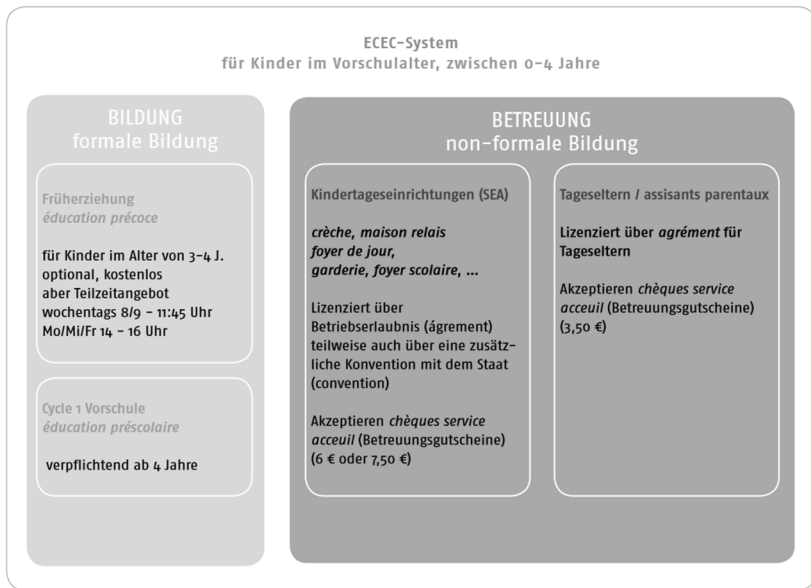 ECEC-System
für Kinder im Vorschulalter, zwischen 0-4 Jahre
BILDUNG
formale Bildung
Früherziehung
éducation précoce
für Kinder im Alter von 3-4 J.
optional, kostenlos
aber Teilzeitangebot
wochentags 8/9 - 11:45 Uhr
Mo/Mi/Fr 14 - 16 Uhr
Cycle 1 Vorschule
éducation préscolaire
verpflichtend ab 4 Jahre
BETREUUNG
non-formale Bildung
Kindertageseinrichtungen (SEA)
crèche, maison relais
foyer de jour,
garderie, foyer scolaire, ...
Lizenziert über
Betriebserlaubnis (ágrement)
teilweise auch über eine zusätz-
liche Konvention mit dem Staat
(convention)
Akzeptieren chèques service
acceuil (Betreuungsgutscheine)
(6 € oder 7,50 €)
Tageseltern / assisants parentaux
Lizenziert über agrément für
Tageseltern
Akzeptieren chèques service
acceuil (Betreuungsgutscheine)
(3,50 €)